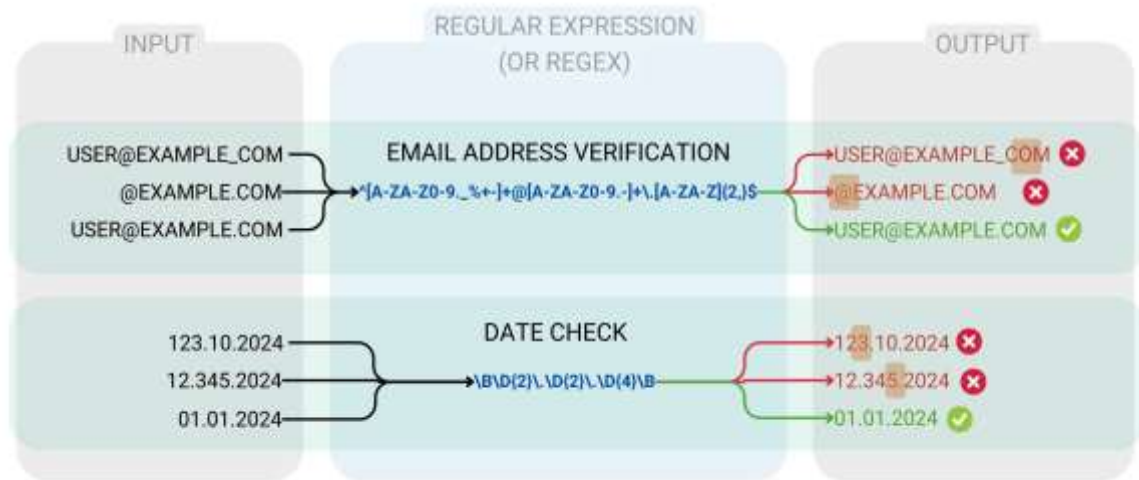 INPUT
REGULAR EXPRESSION
(OR REGEX)
OUTPUT
EMAIL ADDRESS VERIFICATION
USER@EXAMPLE_COM
@EXAMPLE.COM
USER@EXAMPLE.COM
^[A-ZA-Z0-9._%+-]+@[A-ZA-Z0-9.-]+\.[A-ZA-Z](2,)$
USER@EXAMPLE_COM
@EXAMPLE.COM
USER@EXAMPLE.COM
DATE CHECK
123.10.2024
12.345.2024
01.01.2024
\B\D(2)\.\D(2)\.\D(4)\B
123.10.2024
12.345.2024
01.01.2024